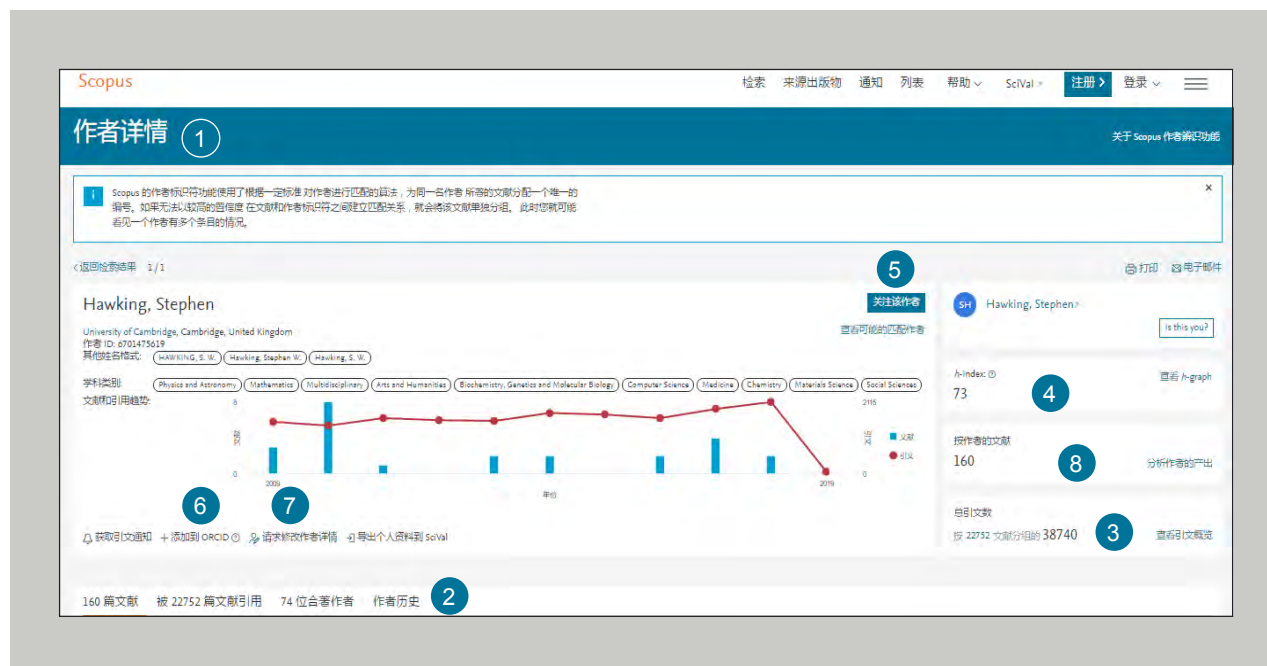 Scopus
检索 来源出版物 通知 列表 帮助 SciVal 注册 登录
作者详情 1
关于 Scopus 作者辨识功能
i
Scopus 的作者标识符功能使用了根据一定标准 对作者进行匹配的算法，为同一名作者 所著的文献分配一个唯一的
编号。如果无法以较高的置信度 在文献和作者标识符之间建立匹配关系，就会将该文献单独分组。 此时您就可能
看见一个作者有多个条目的情况。
×
返回检索结果 1/1
打印 电子邮件
5
Hawking, Stephen
关注该作者
University of Cambridge, Cambridge, United Kingdom
查看可能的匹配作者
作者 ID: 6701475619
其他姓名格式: HAWKING, S. W. Hawking, Stephen W. Hawking, S. W.
学科类别: Physics and Astronomy Mathematics Multidisciplinary Arts and Humanities Biochemistry, Genetics and Molecular Biology Computer Science Medicine Chemistry Materials Science Social Sciences
文献和引用趋势:
8
2115
文献
引文
文献
引文
0
0
2009
2019
年份
6 7
获取引文通知 添加到 ORCID 请求修改作者详情 导出个人资料到 SciVal
SH Hawking, Stephen
Is this you?
h-index:
查看 h-graph
73 4
按作者的文献
160 8 分析作者的产出
总引文数
按 22752 文献分组的 38740 3 查看引文概览
160 篇文献 被 22752 篇文献引用 74 位合著作者 作者历史 2